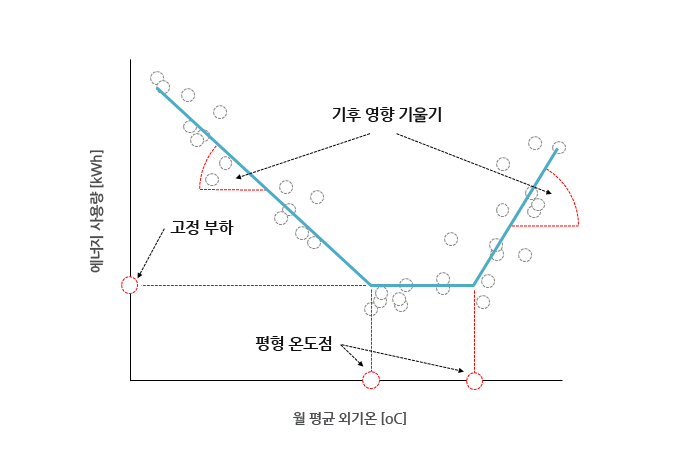 기후 영향 기울기
에너지 사용량 [kWh]
고정 부하
평형 온도점
월 평균 외기온 [oC]